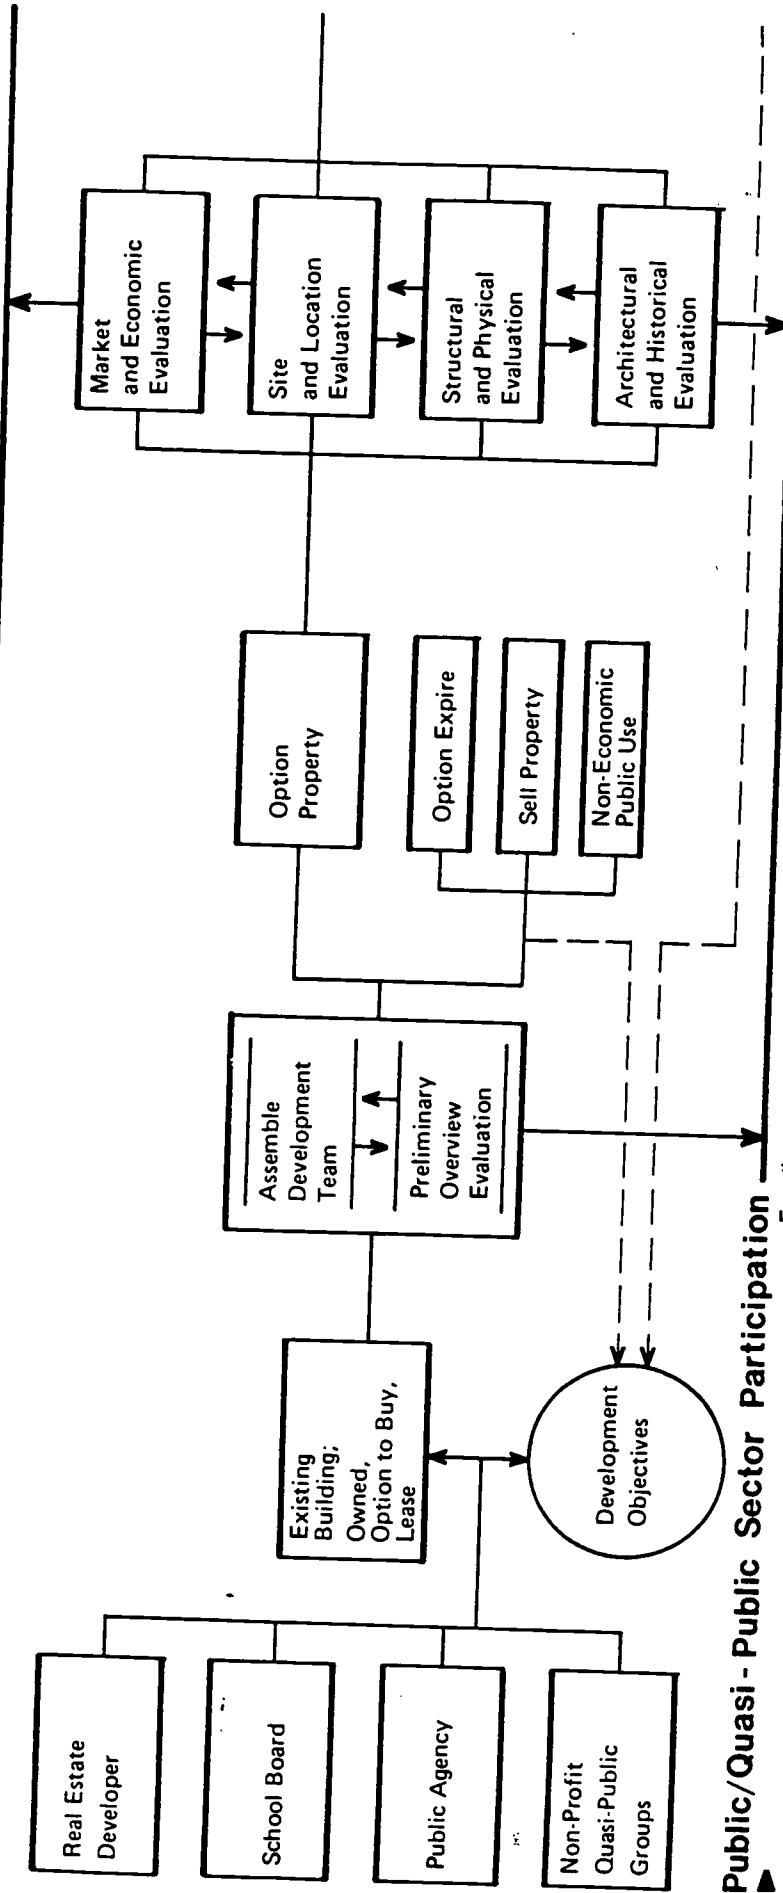 Real Estate
Developer
School Board
Public Agency
Non-Profit
Quasi-Public
Groups
Existing
Building;
Owned,
Option to Buy,
Lease
Development
Objectives
Assemble
Development
Team
Preliminary
Overview
Evaluation
Option
Property
Option Expire
Sell Property
Non-Economic
Public Use
Market
and Economic
Evaluation
Site
and Location
Evaluation
Structural
and Physical
Evaluation
Architectural
and Historical
Evaluation
Public/Quasi-Public Sector Participation